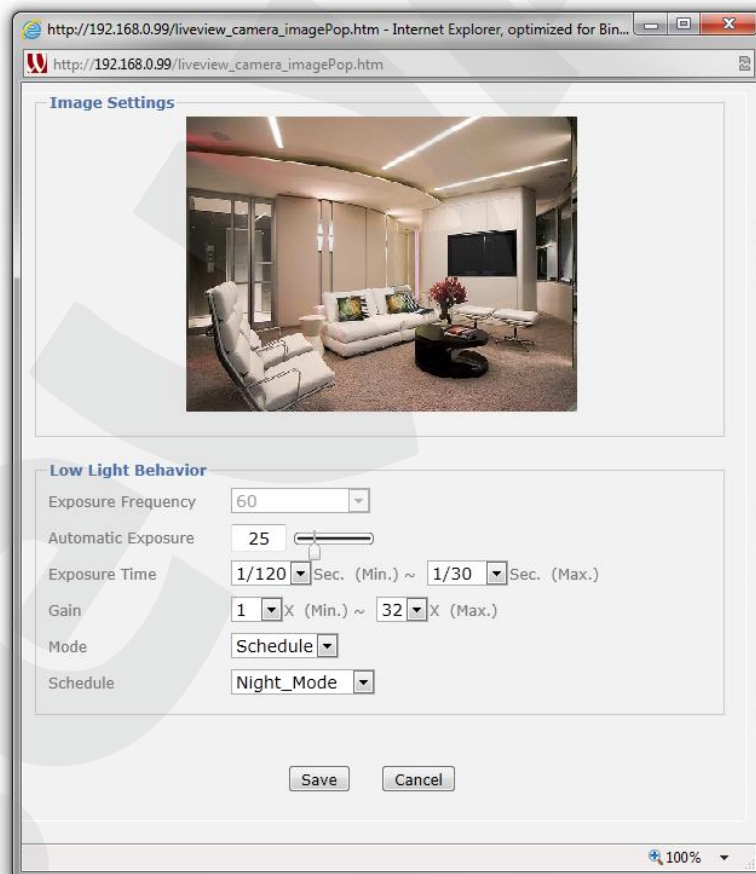 http://192.168.0.99/liveview_camera_imagePop.htm - Internet Explorer, optimized for Bin...
http://192.168.0.99/liveview_camera_imagePop.htm
Image Settings
Low Light Behavior
Exposure Frequency 60
Automatic Exposure 25
Exposure Time 1/120 Sec. (Min.) ~ 1/30 Sec. (Max.)
Gain 1 X (Min.) ~ 32 X (Max.)
Mode Schedule
Schedule Night_Mode
Save Cancel
100%